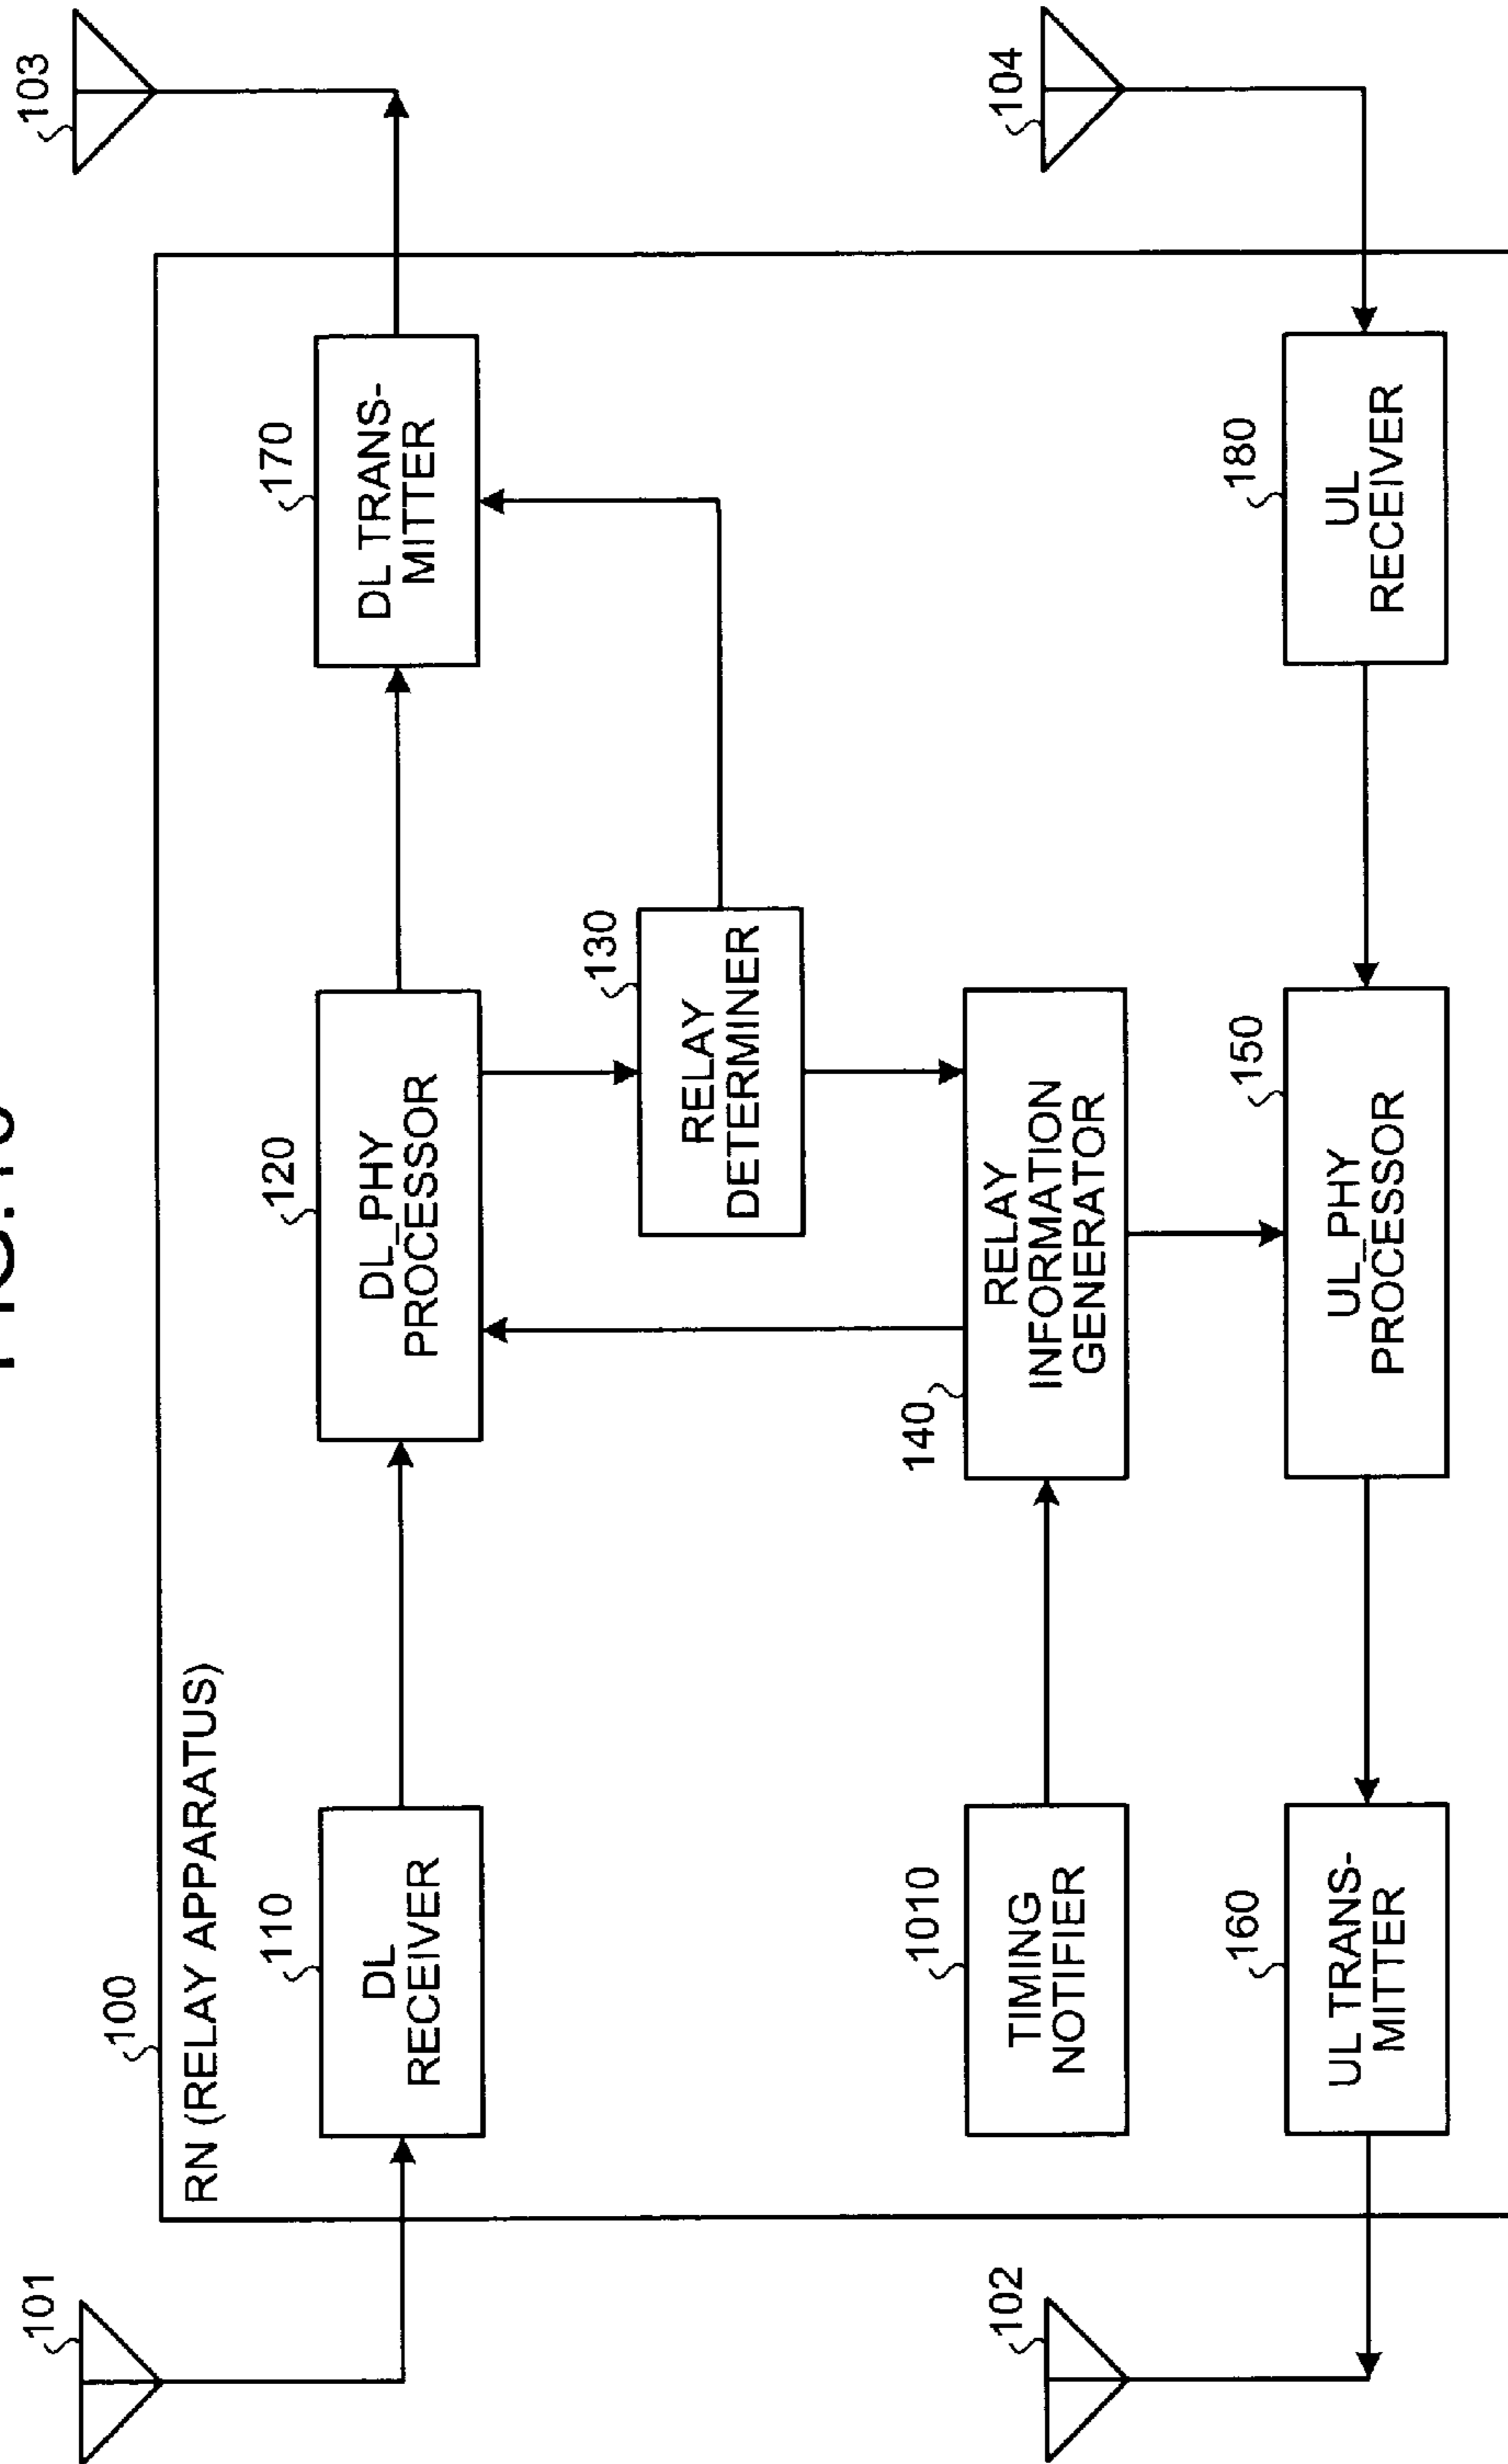 100
RN (RELAY APPARATUS)
101
110
DL
RECEIVER
120
DL_PHY
PROCESSOR
170
DL TRANS-
MITTER
103
130
RELAY
DETERMINER
1010
TIMING
NOTIFIER
140
RELAY
INFORMATION
GENERATOR
102
160
UL TRANS-
MITTER
150
UL_PHY
PROCESSOR
180
UL
RECEIVER
104